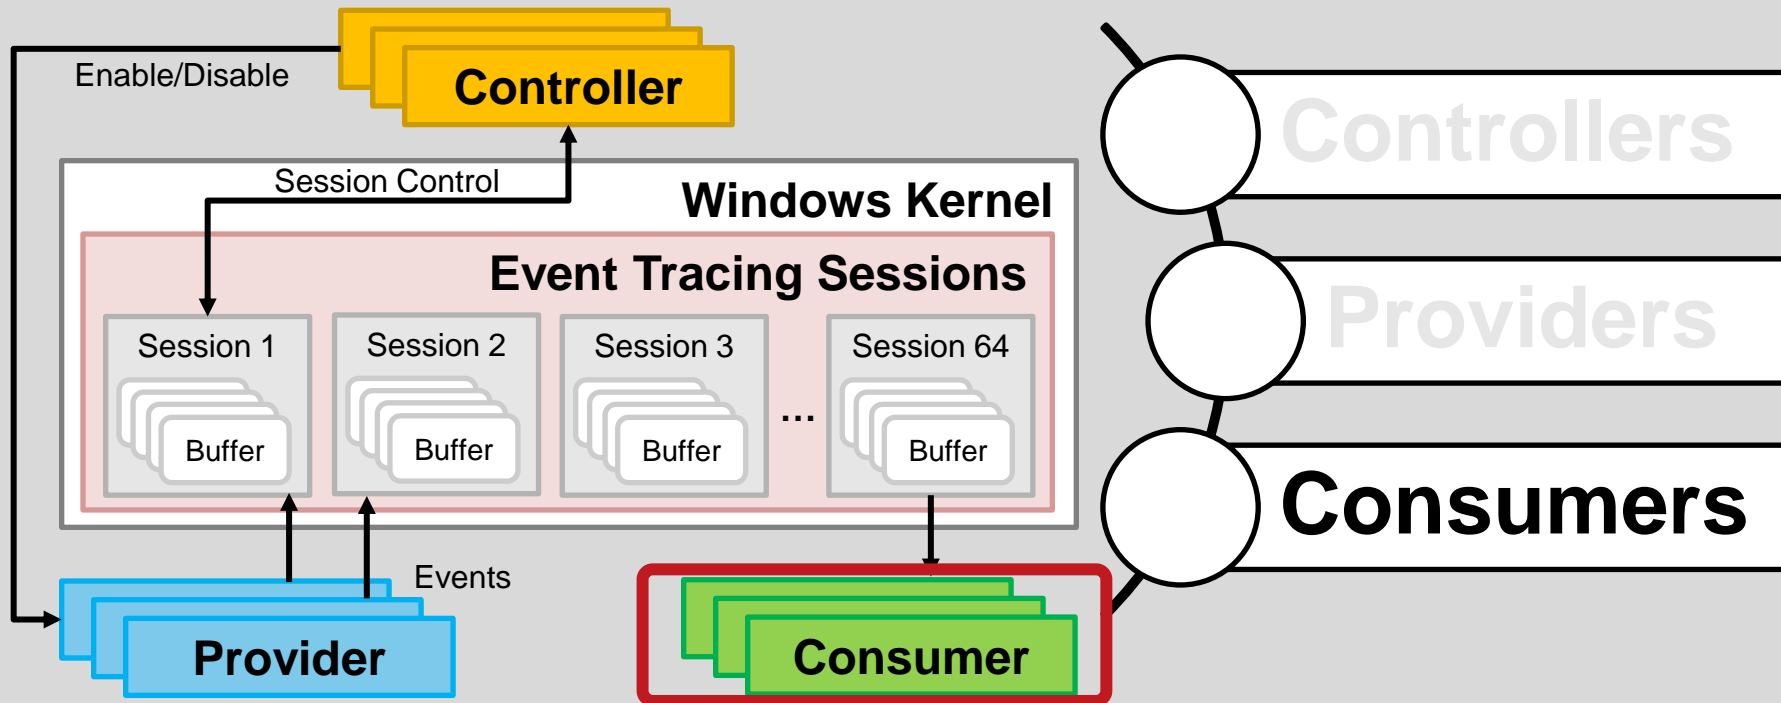 Enable/Disable
Controller
Session Control
Windows Kernel
Event Tracing Sessions
Session 1
Session 2
Session 3
Session 64
Buffer
Buffer
Buffer
...
Buffer
Events
Provider
Consumer
Controllers
Providers
Consumers